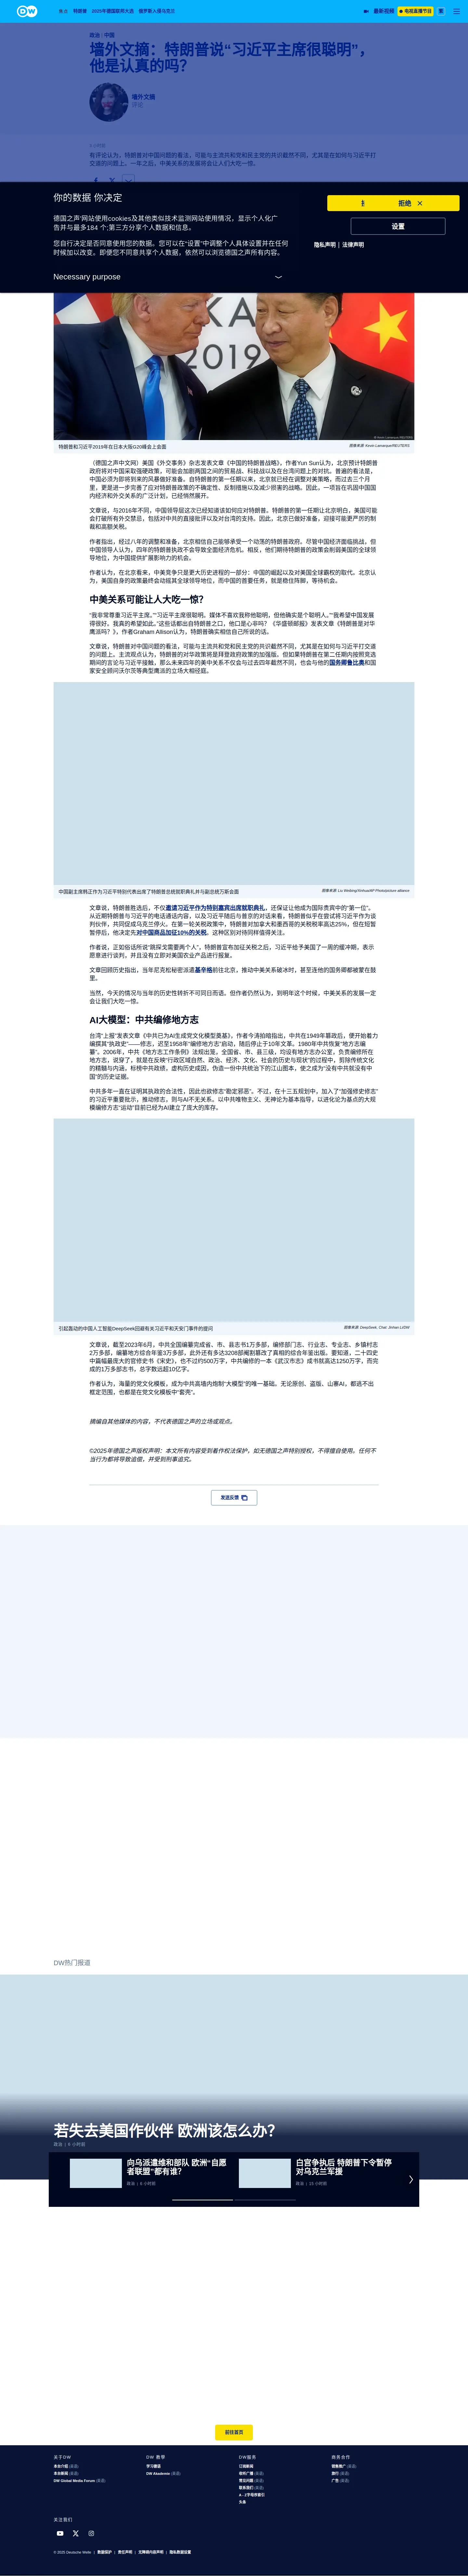 DW
焦点
特朗普
2025年德国联邦大选
俄罗斯入侵乌克兰
最新视频
电视直播节目
繁
政治 | 中国
墙外文摘：特朗普说“习近平主席很聪明”，
他是认真的吗？
墙外文摘
评论
6 小时前
有评论认为，特朗普对中国问题的看法，可能与主流共和党和民主党的共识截然不同，尤其是在如何与习近平打
交道的问题上。一年之后，中美关系的发展将会让人们大吃一惊。
你的数据 你决定
德国之声'网站使用cookies及其他类似技术监测网站使用情况，显示个人化广
告并与最多184 个;第三方分享个人数据和信息。
您自行决定是否同意使用您的数据。您可以在“设置”中调整个人具体设置并在任何
时候加以改变。即便您不同意共享个人数据，依然可以浏览德国之声所有内容。
Necessary purpose
拒绝
设置
隐私声明 | 法律声明
特朗普和习近平2019年在日本大阪G20峰会上会面
图像来源: Kevin Lamarque/REUTERS
（德国之声中文网）美国《外交事务》杂志发表文章《中国的特朗普战略》，作者Yun Sun认为，北京预计特朗普
政府将对中国采取强硬政策，可能会加剧两国之间的贸易战、科技战以及在台湾问题上的对抗。普遍的看法是，
中国必须为即将到来的风暴做好准备。自特朗普的第一任期以来，北京就已经在调整对美策略，而过去三个月
里，更是进一步完善了应对特朗普政策的不确定性、反制措施以及减少损害的战略。因此，一项旨在巩固中国国
内经济和外交关系的广泛计划，已经悄然展开。
文章说，与2016年不同，中国领导层这次已经知道该如何应对特朗普。特朗普的第一任期让北京明白，美国可能
会打破所有外交禁忌，包括对中共的直接批评以及对台湾的支持。因此，北京已做好准备，迎接可能更严厉的制
裁和高额关税。
作者指出，经过八年的调整和准备，北京相信自己能够承受一个动荡的特朗普政府。尽管中国经济面临挑战，但
中国领导人认为，四年的特朗普执政不会导致全面经济危机。相反，他们期待特朗普的政策会削弱美国的全球领
导地位，为中国提供扩展影响力的机会。
作者认为，在北京看来，中美竞争只是更大历史进程的一部分：中国的崛起以及对美国全球霸权的取代。北京认
为，美国自身的政策最终会动摇其全球领导地位，而中国的首要任务，就是稳住阵脚，等待机会。
中美关系可能让人大吃一惊？
“我非常尊重习近平主席。”“习近平主席很聪明。媒体不喜欢我称他聪明，但他确实是个聪明人。”“我希望中国发展
得很好。我真的希望如此。”这些话都出自特朗普之口，他口是心非吗？《华盛顿邮报》发表文章《特朗普是对华
鹰派吗？》，作者Graham Allison认为，特朗普确实相信自己所说的话。
文章说，特朗普对中国问题的看法，可能与主流共和党和民主党的共识截然不同，尤其是在如何与习近平打交道
的问题上。主流观点认为，特朗普的对华政策将是拜登政府政策的加强版。但如果特朗普在第二任期内按照竞选
期间的言论与习近平接触，那么未来四年的美中关系不仅会与过去四年截然不同，也会与他的国务卿鲁比奥和国
家安全顾问沃尔茨等典型鹰派的立场大相径庭。
中国副主席韩正作为习近平特别代表出席了特朗普总统就职典礼并与副总统万斯会面
图像来源: Liu Weibing/Xinhua/AP Photo/picture alliance
文章说，特朗普胜选后，不仅邀请习近平作为特别嘉宾出席就职典礼，还保证让他成为国际贵宾中的“第一位”。
从近期特朗普与习近平的电话通话内容，以及习近平随后与普京的对话来看，特朗普似乎在尝试将习近平作为谈
判伙伴，共同促成乌克兰停火。在第一轮关税政策中，特朗普对加拿大和墨西哥的关税税率高达25%，但在短暂
暂停后，他决定先对中国商品加征10%的关税。这种区别对待同样值得关注。
作者说，正如俗话所说“跳探戈需要两个人”，特朗普宣布加征关税之后，习近平给予美国了一周的缓冲期，表示
愿意进行谈判，并且没有立即对美国农业产品进行报复。
文章回顾历史指出，当年尼克松秘密派遣基辛格前往北京，推动中美关系破冰时，甚至连他的国务卿都被蒙在鼓
里。
当然，今天的情况与当年的历史性转折不可同日而语。但作者仍然认为，到明年这个时候，中美关系的发展一定
会让我们大吃一惊。
AI大模型：中共编修地方志
台湾“上报”发表文章《中共已为AI生成党文化模型奠基》，作者今涛拍暗指出，中共在1949年篡政后，便开始着力
编撰其“执政史”——修志，迟至1958年“编修地方志”启动，随后停止于10年文革。1980年中共恢复“地方志编
纂”。2006年，中共《地方志工作条例》法规出笼，全国省、市、县三级，均设有地方志办公室，负责编修所在
地方志，说穿了，就是在反映“行政区域自然、政治、经济、文化、社会的历史与现状”的过程中，剪除传统文化
的精髓与内涵，标榜中共政绩，虚构历史成因，伪造一份中共统治下的江山图本，使之成为“没有中共就没有中
国”的历史证据。
中共多年一直在证明其执政的合法性，因此也欲修志“勘定邪恶”。不过，在十三五规划中，加入了“加强修史修志”
的习近平重要批示，推动修志，则与AI不无关系。以中共唯物主义、无神论为基本指导，以进化论为基点的大规
模编修方志“运动”目前已经为AI建立了庞大的库存。
引起轰动的中国人工智能DeepSeek回避有关习近平和天安门事件的提问
图像来源: DeepSeek, Chat: Jinhan Li/DW
文章说，截至2023年6月，中共全国编纂完成省、市、县志书1万多部，编修部门志、行业志、专业志、乡镇村志
2万多部，编纂地方综合年鉴3万多部，此外还有多达3208部阉割篡改了真相的综合年鉴出版。要知道，二十四史
中篇幅最庞大的官修史书《宋史》，也不过约500万字，中共编修的一本《武汉市志》成书就高达1250万字，而完
成的1万多部志书，总字数远超10亿字。
作者认为，海量的党文化模板，成为中共高墙内炮制“大模型”的唯一基础。无论原创、盗版、山寨AI，都逃不出
框定范围，也都是在党文化模板中“套壳”。
摘编自其他媒体的内容，不代表德国之声的立场或观点。
©2025年德国之声版权声明：本文所有内容受到著作权法保护，如无德国之声特别授权，不得擅自使用。任何不
当行为都将导致追偿，并受到刑事追究。
发送反馈
DW热门报道
若失去美国作伙伴 欧洲该怎么办？
政治 | 6 小时前
向乌派遣维和部队 欧洲“自愿
者联盟”都有谁？
政治 | 6 小时前
白宫争执后 特朗普下令暂停
对乌克兰军援
政治 | 15 小时前
前往首页
关于DW
本台介绍 (英语)
本台新闻 (英语)
DW Global Media Forum (英语)
DW 教学
学习德语
DW Akademie (英语)
DW服务
订阅新闻
收听广播 (英语)
常见问题 (英语)
联系我们 (英语)
A - Z字母序索引
头条
商务合作
销售推广 (英语)
旅行 (英语)
广告 (英语)
关注我们
© 2025 Deutsche Welle | 数据保护 | 责任声明 | 无障碍内容声明 | 隐私数据设置